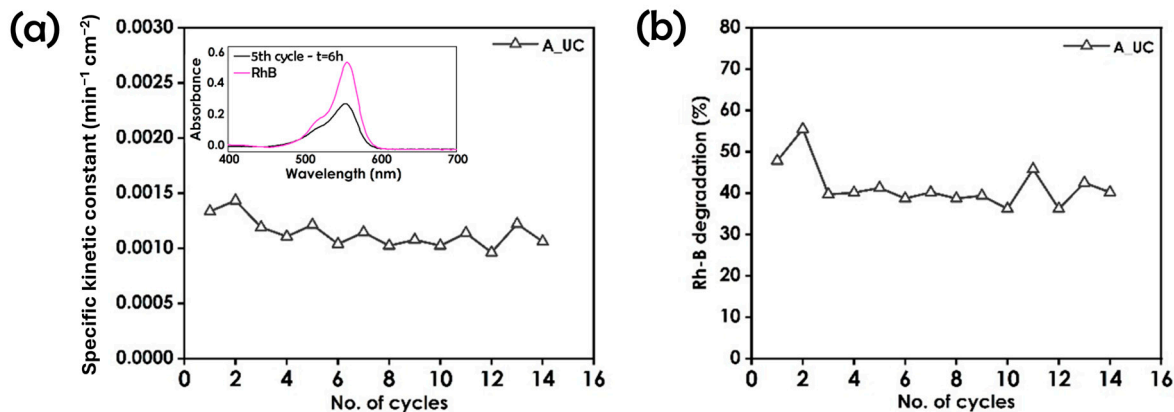 (a)
Specific kinetic constant (min⁻¹ cm⁻²)
0.0030
0.0025
0.0020
0.0015
0.0010
0.0005
0.0000
A_UC
Absorbance
0.6
0.4
0.2
0.0
5th cycle - t=6h
RhB
400 500 600 700
Wavelength (nm)
0 2 4 6 8 10 12 14 16
No. of cycles
(b)
Rh-B degradation (%)
80
70
60
50
40
30
20
10
0
A_UC
0 2 4 6 8 10 12 14 16
No. of cycles